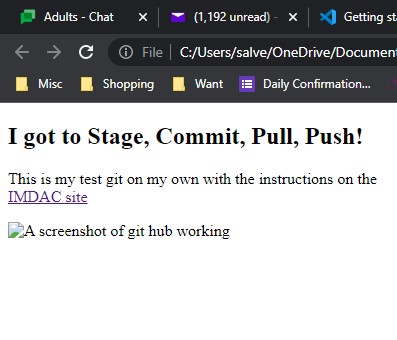 Adults - Chat
(1,192 unread) -
Getting sta
File
C:/Users/salve/OneDrive/Document
Misc
Shopping
Want
Daily Confirmation...
I got to Stage, Commit, Pull, Push!
This is my test git on my own with the instructions on the
IMDAC site
A screenshot of git hub working